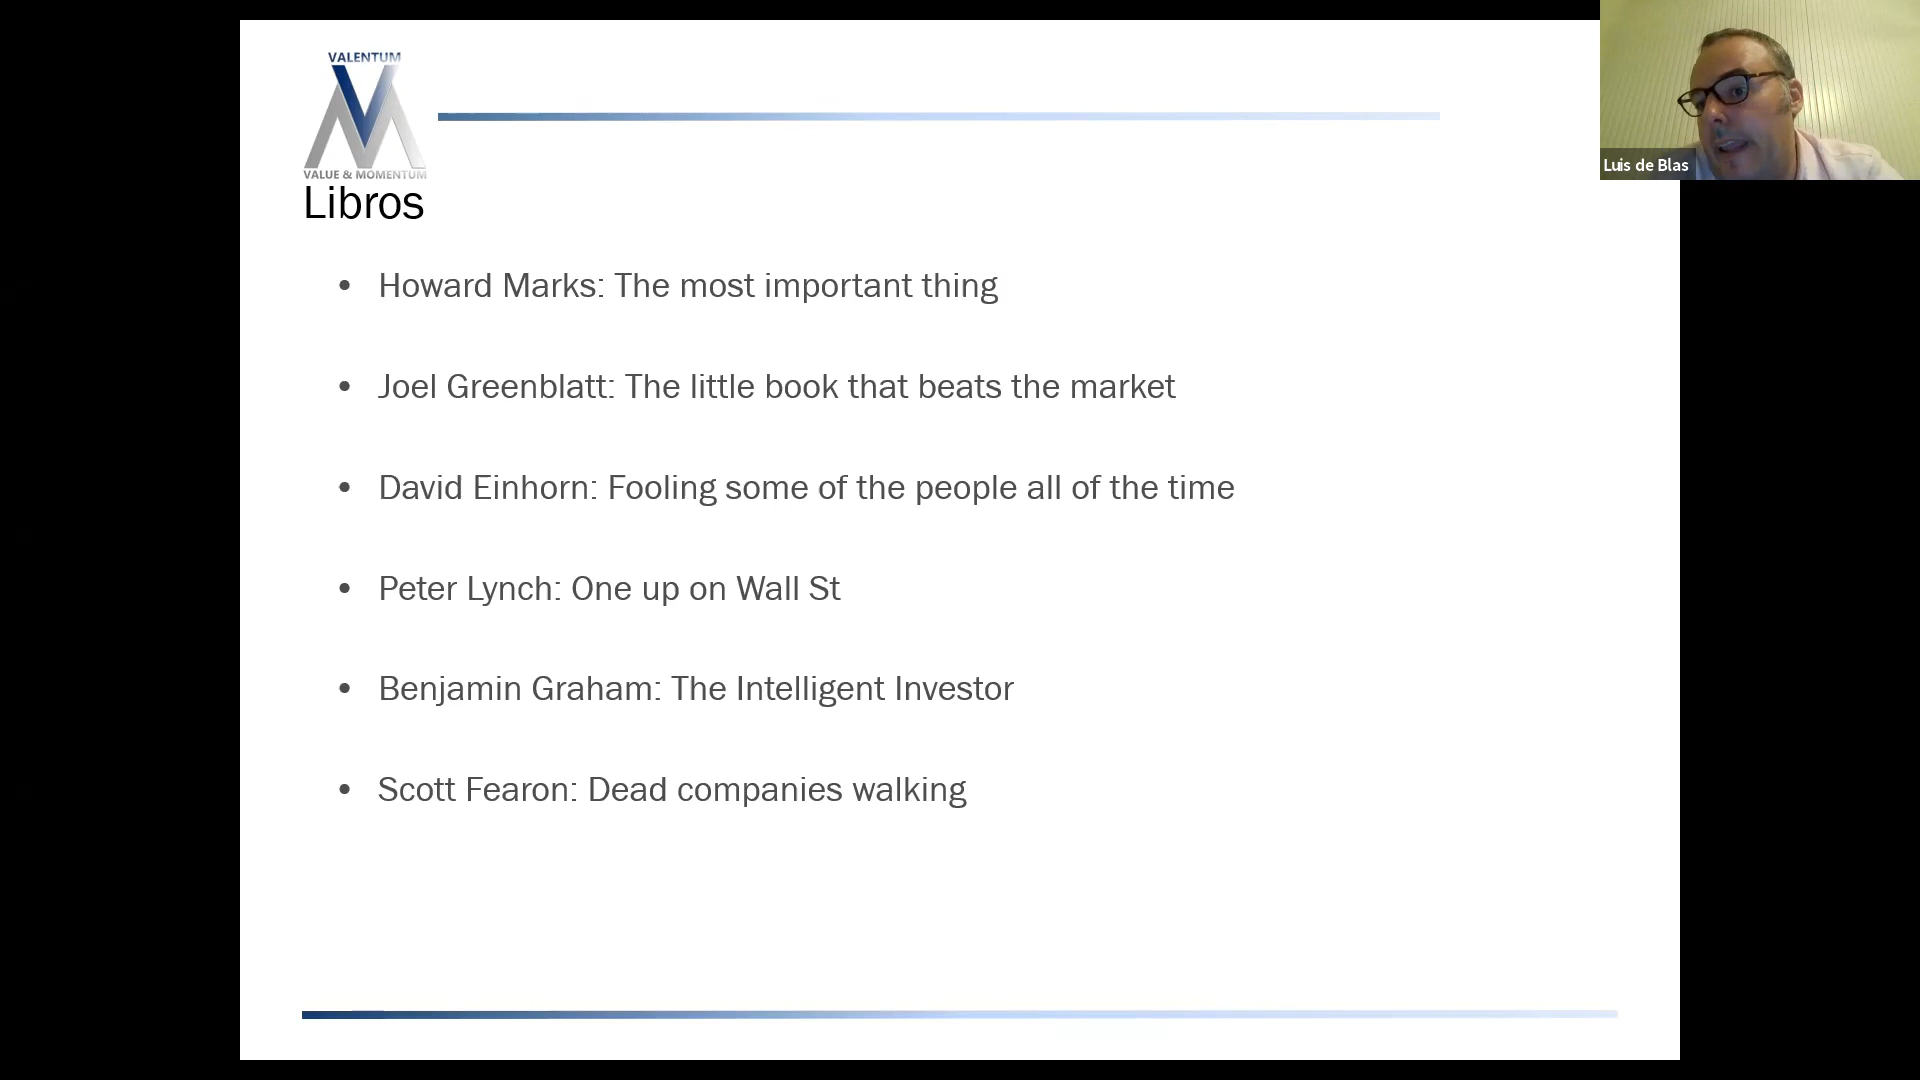 VALENTUM
VALUE & MOMENTUM
Luis de Blas
Libros
• Howard Marks: The most important thing
• Joel Greenblatt: The little book that beats the market
• David Einhorn: Fooling some of the people all of the time
• Peter Lynch: One up on Wall St
• Benjamin Graham: The Intelligent Investor
• Scott Fearon: Dead companies walking